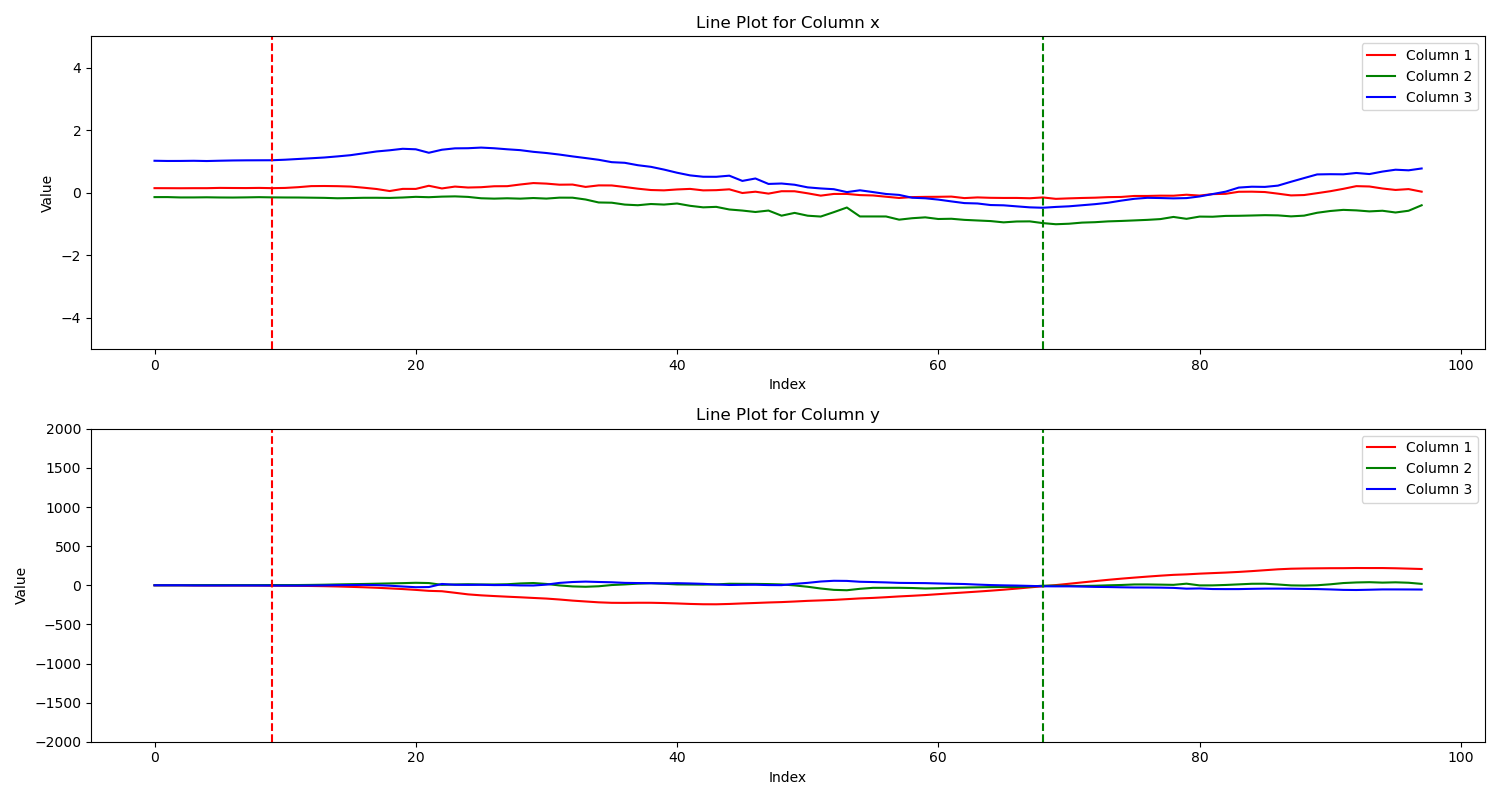 Line Plot for Column x
Value
4
2
0
−2
−4
0 20 40 60 80 100
Index
Column 1
Column 2
Column 3
Line Plot for Column y
Value
2000
1500
1000
500
0
−500
−1000
−1500
−2000
0 20 40 60 80 100
Index
Column 1
Column 2
Column 3